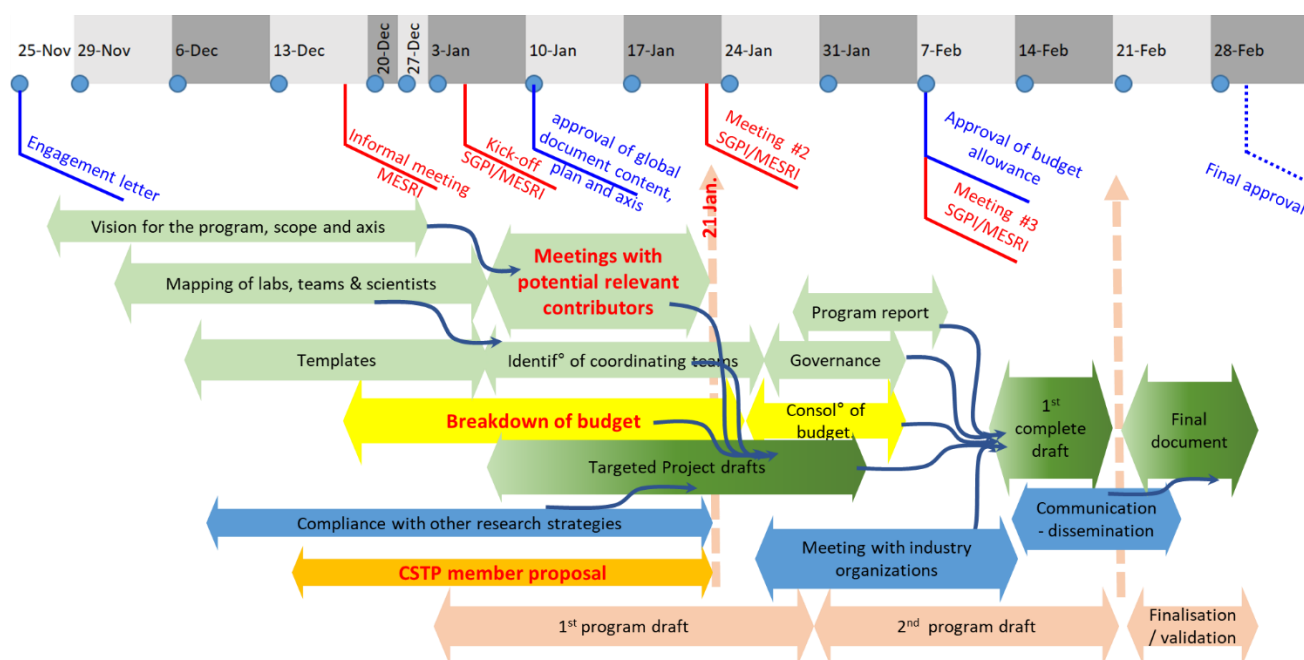 25-Nov
29-Nov
6-Dec
13-Dec
20-Dec
27-Dec
3-Jan
10-Jan
17-Jan
24-Jan
31-Jan
7-Feb
14-Feb
21-Feb
28-Feb
Engagement letter
Informal meeting
MESRI
Kick-off
SGPI/MESRI
approval of global
document content,
plan and axis
Meeting #2
SGPI/MESRI
Approval of budget
allowance
Meeting #3
SGPI/MESRI
Final approval
21 Jan.
Vision for the program, scope and axis
Mapping of labs, teams & scientists
Meetings with
potential relevant
contributors
Program report
Templates
Identif° of coordinating teams
Governance
Breakdown of budget
Consol° of
budget
1st
complete
draft
Final
document
Targeted Project drafts
Compliance with other research strategies
Communication
- dissemination
Meeting with industry
organizations
CSTP member proposal
1st program draft
2nd program draft
Finalisation
/ validation